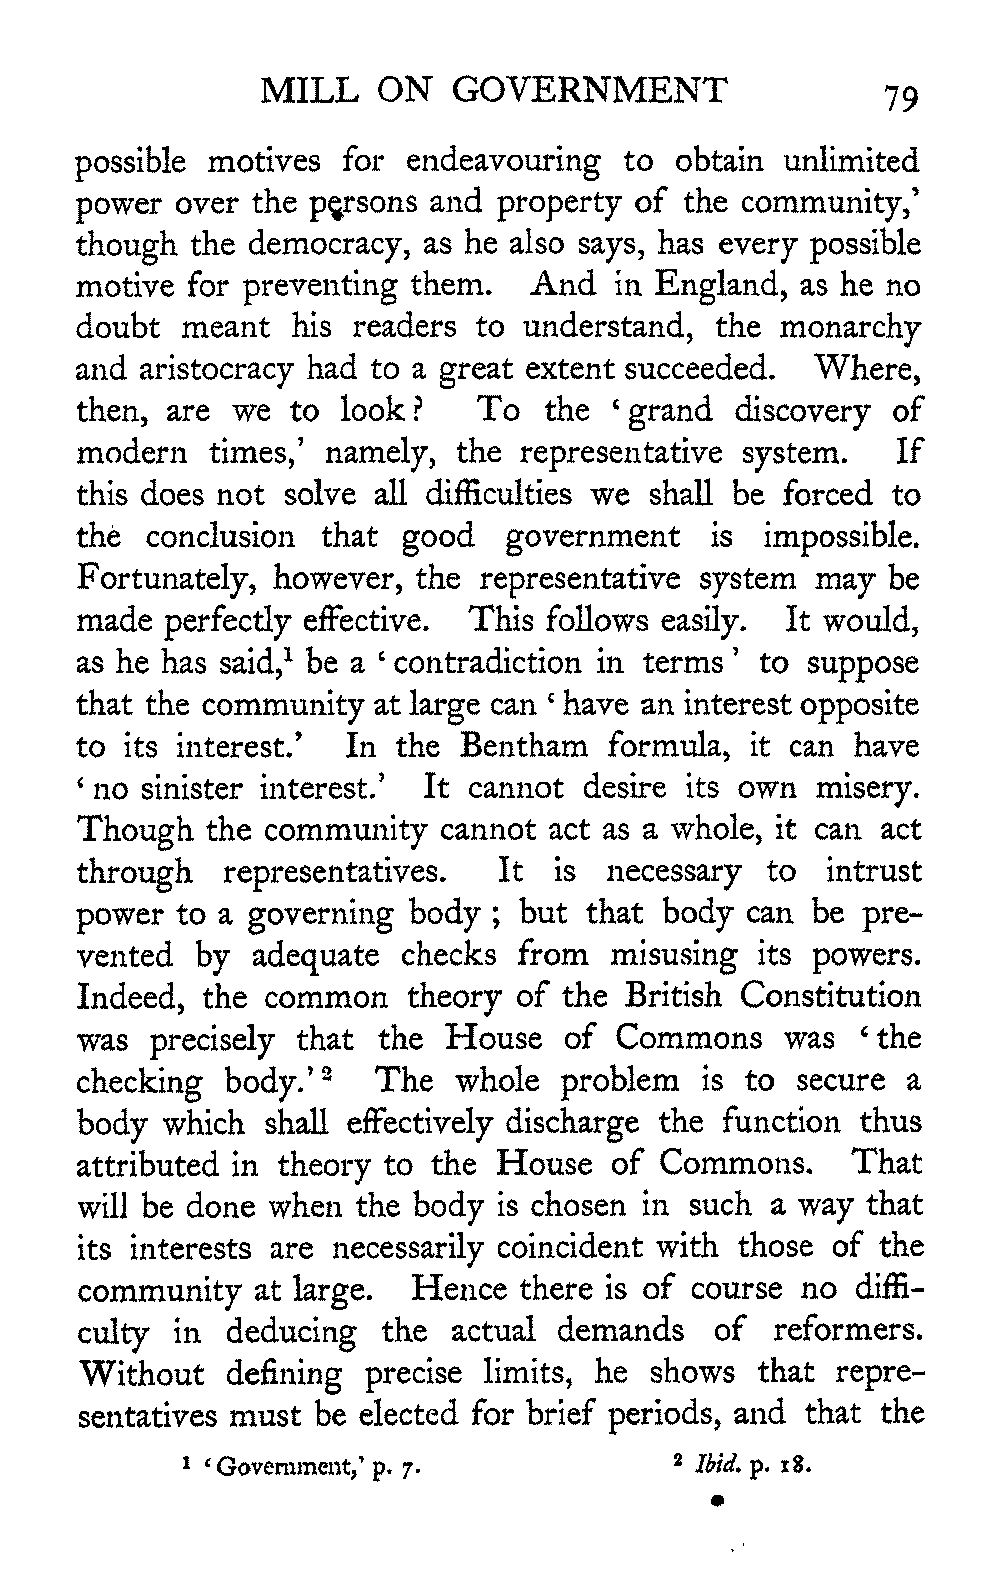 MILL ON GOVERNMENT 79
possible motives for endeavouring to obtain unlimited
power over the persons and property of the community,’
though the democracy, as he also says, has every possible
motive for preventing them. And in England, as he no
doubt meant his readers to understand, the monarchy
and aristocracy had to a great extent succeeded. Where,
then, are we to look? To the ‘grand discovery of
modern times,’ namely, the representative system. If
this does not solve all difficulties we shall be forced to
the conclusion that good government is impossible.
Fortunately, however, the representative system may be
made perfectly effective. This follows easily. It would,
as he has said,¹ be a ‘contradiction in terms’ to suppose
that the community at large can ‘have an interest opposite
to its interest.’ In the Bentham formula, it can have
‘no sinister interest.’ It cannot desire its own misery.
Though the community cannot act as a whole, it can act
through representatives. It is necessary to intrust
power to a governing body; but that body can be pre-
vented by adequate checks from misusing its powers.
Indeed, the common theory of the British Constitution
was precisely that the House of Commons was ‘the
checking body.’² The whole problem is to secure a
body which shall effectively discharge the function thus
attributed in theory to the House of Commons. That
will be done when the body is chosen in such a way that
its interests are necessarily coincident with those of the
community at large. Hence there is of course no diffi-
culty in deducing the actual demands of reformers.
Without defining precise limits, he shows that repre-
sentatives must be elected for brief periods, and that the
¹ ‘Government,’ p. 7. ² Ibid. p. 18.